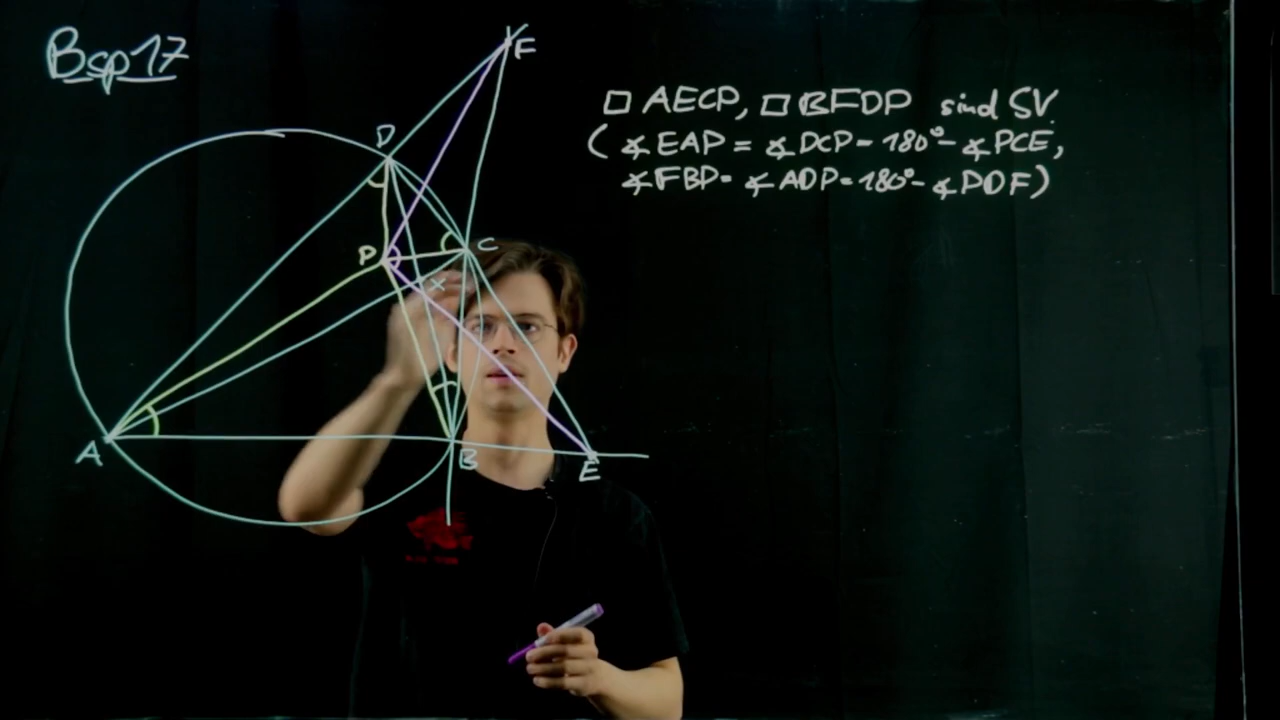 Bsp 17
F
□ AECP, □ BFDP sind SV.
(∡EAP = ∡DCP = 180° - ∡PCE,
∡FBP = ∡ADP = 180° - ∡PDF)
D
P
C
X
A
B
E